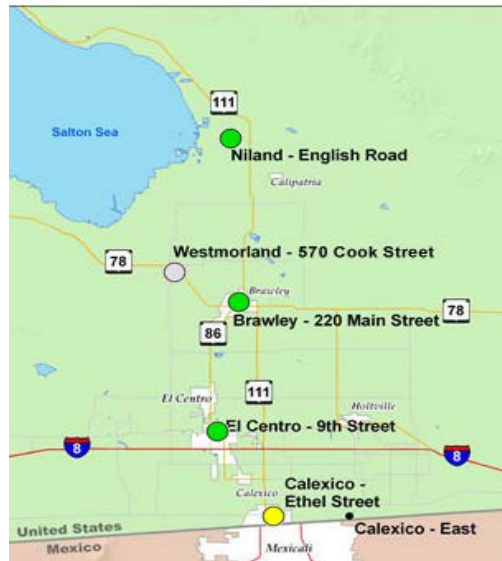 111
Salton Sea
Niland - English Road
Calipatria
Westmorland - 570 Cook Street
78
Brawley
78
Brawley - 220 Main Street
86
111
El Centro
Holtville
El Centro - 9th Street
8
8
Calexico -
Ethel Street
Calexico
United States
Calexico - East
Mexico
Mexicali